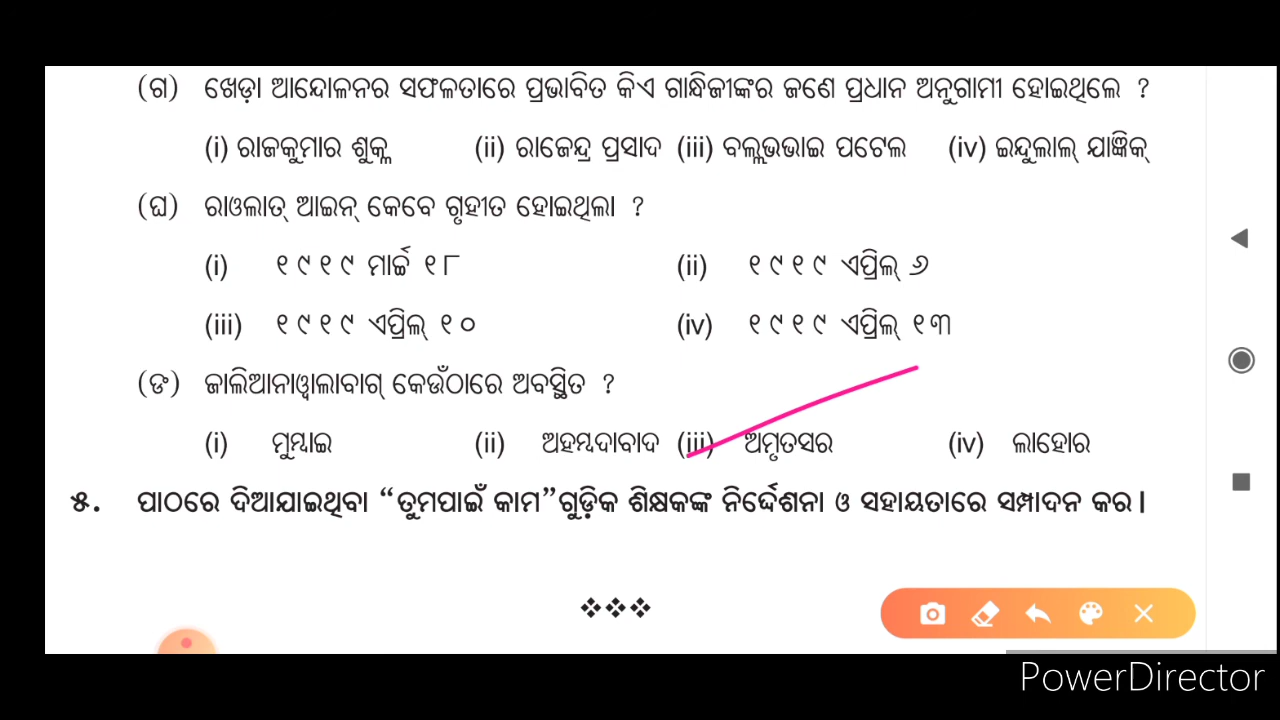 (ଗ) ଖେଡ଼ା ଆନ୍ଦୋଳନର ସଫଳତାରେ ପ୍ରଭାବିତ କିଏ ଗାନ୍ଧିଜୀଙ୍କର ଜଣେ ପ୍ରଧାନ ଅନୁଗାମୀ ହୋଇଥିଲେ ?
(i) ରାଜକୁମାର ଶୁକ୍ଳ (ii) ରାଜେନ୍ଦ୍ର ପ୍ରସାଦ (iii) ବଲ୍ଲଭଭାଇ ପଟେଲ (iv) ଇନ୍ଦୁଲାଲ୍ ଯାଜ୍ଞିକ୍
(ଘ) ରାଓଲାଟ୍ ଆଇନ୍ କେବେ ଗୃହୀତ ହୋଇଥିଲା ?
(i) ୧୯୧୯ ମାର୍ଚ୍ଚ ୧୮ (ii) ୧୯୧୯ ଏପ୍ରିଲ୍ ୬
(iii) ୧୯୧୯ ଏପ୍ରିଲ୍ ୧୦ (iv) ୧୯୧୯ ଏପ୍ରିଲ୍ ୧୩
(ଙ) ଜାଲିଆନାୱାଲାବାଗ୍ କେଉଁଠାରେ ଅବସ୍ଥିତ ?
(i) ମୁମ୍ବାଇ (ii) ଅହମ୍ମଦାବାଦ (iii) ଅମୃତସର (iv) ଲାହୋର
୫. ପାଠରେ ଦିଆଯାଇଥିବା “ତୁମପାଇଁ କାମ”ଗୁଡ଼ିକ ଶିକ୍ଷକଙ୍କ ନିର୍ଦ୍ଦେଶନା ଓ ସହାୟତାରେ ସମ୍ପାଦନ କର।
PowerDirector